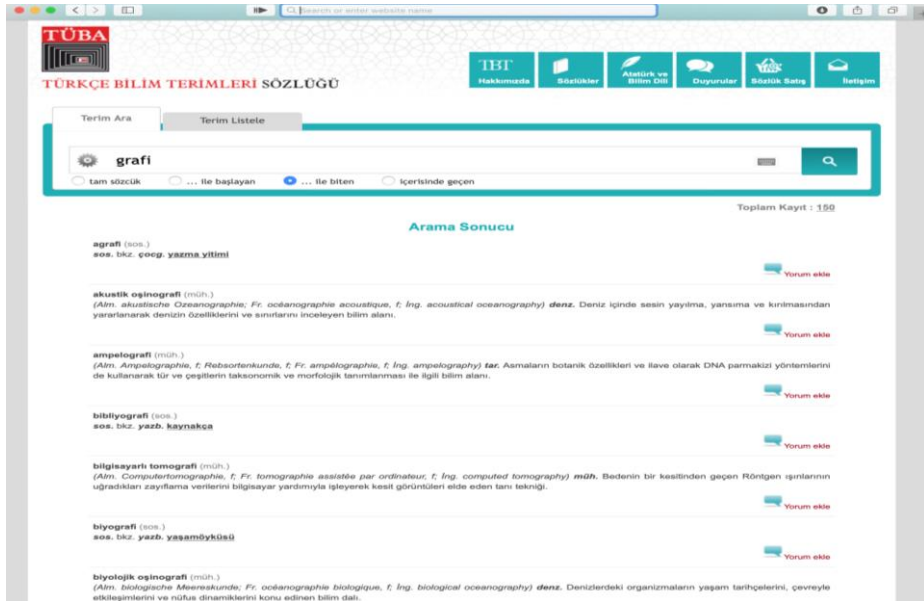 Search or enter website name
TÜBA
TÜRKÇE BİLİM TERİMLERİ SÖZLÜĞÜ
TBT
Hakkımızda
Sözlükler
Atatürk ve
Bilim Dili
Duyurular
Sözlük Satış
İletişim
Terim Ara
Terim Listele
grafi
tam sözcük
... ile başlayan
... ile biten
içerisinde geçen
Toplam Kayıt : 150
Arama Sonucu
agrafi (sos.)
sos. bkz. çocg. yazma yitimi
Yorum ekle
akustik oşinografi (müh.)
(Alm. akustische Ozeanographie; Fr. océanographie acoustique, f; İng. acoustical oceanography) denz. Deniz içinde sesin yayılma, yansıma ve kırılmasından
yararlanarak denizin özelliklerini ve sınırlarını inceleyen bilim alanı.
Yorum ekle
ampelografi (müh.)
(Alm. Ampelographie, f; Rebsortenkunde, f; Fr. ampélographie, f; İng. ampelography) tar. Asmaların botanik özellikleri ve ilave olarak DNA parmakizi yöntemlerini
de kullanarak tür ve çeşitlerin taksonomik ve morfolojik tanımlanması ile ilgili bilim alanı.
Yorum ekle
bibliyografi (sos.)
sos. bkz. yazb. kaynakça
Yorum ekle
bilgisayarlı tomografi (müh.)
(Alm. Computertomographie, f; Fr. tomographie assistée par ordinateur, f; İng. computed tomography) müh. Bedenin bir kesitinden geçen Röntgen ışınlarının
uğradıkları zayıflama verilerini bilgisayar yardımıyla işleyerek kesit görüntüleri elde eden tanı tekniği.
Yorum ekle
biyografi (sos.)
sos. bkz. yazb. yaşamöyküsü
Yorum ekle
biyolojik oşinografi (müh.)
(Alm. biologische Meereskunde; Fr. océanographie biologique, f; İng. biological oceanography) denz. Denizlerdeki organizmaların yaşam tarihçelerini, çevreyle
etkileşimlerini ve nüfus dinamiklerini konu edinen bilim dalı.